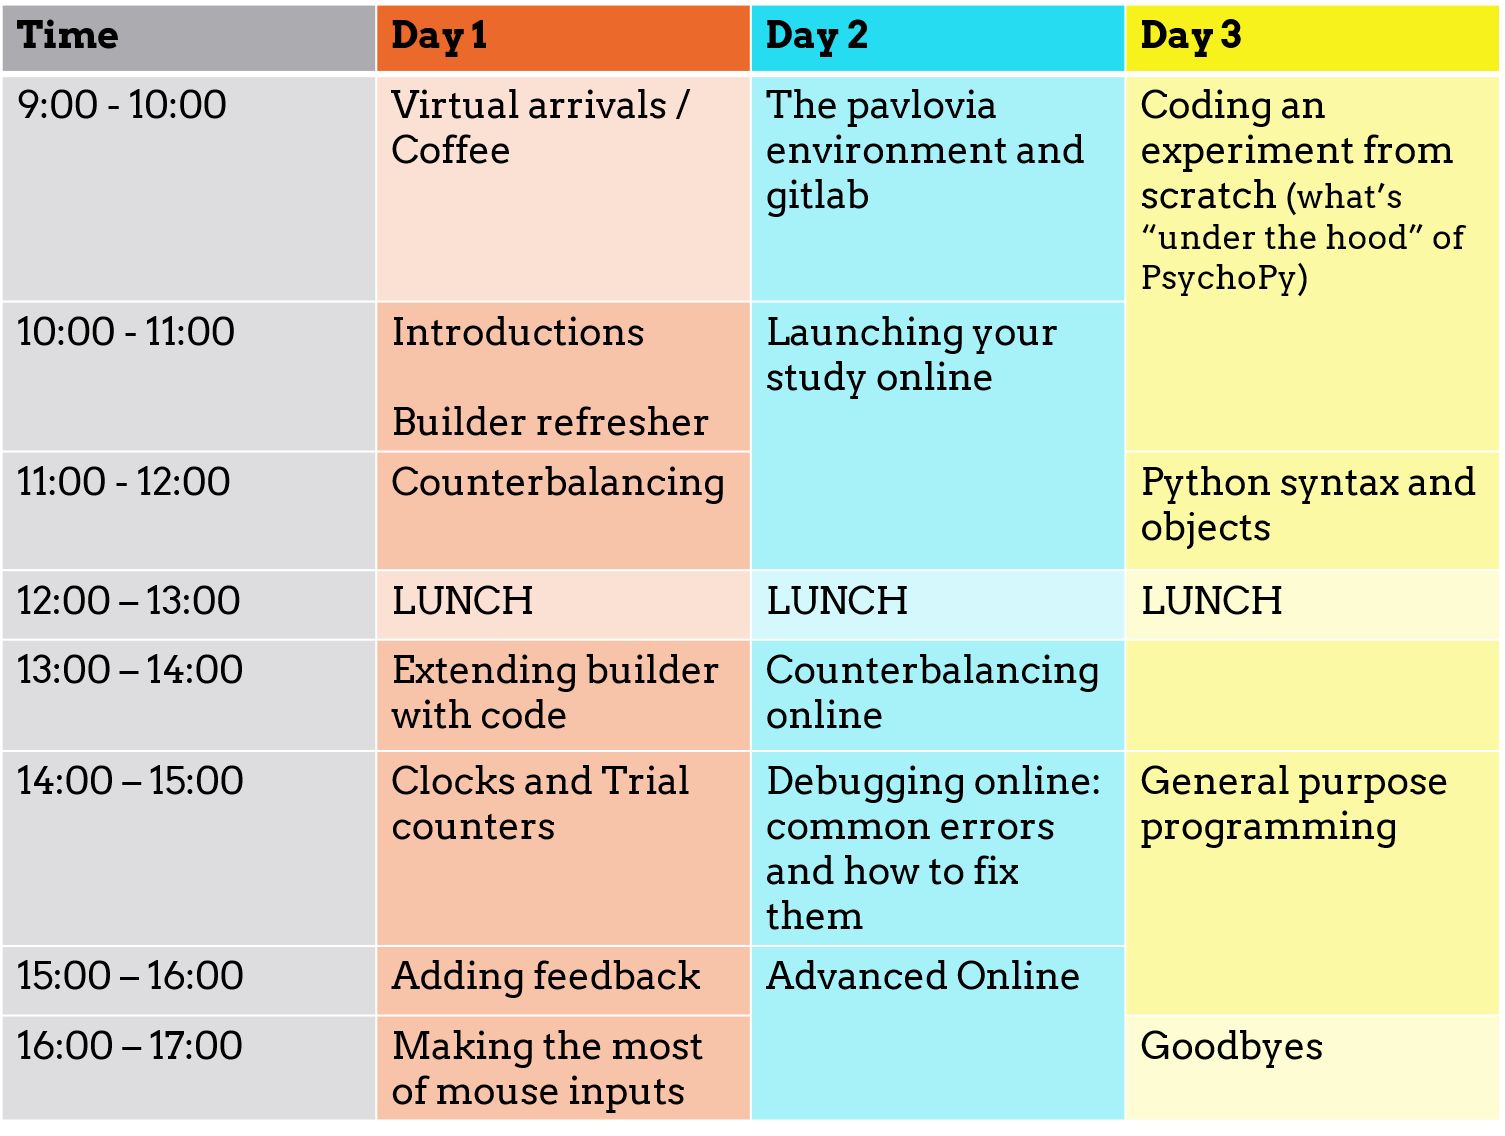 Time
Day 1
Day 2
Day 3
9:00 - 10:00
Virtual arrivals /
Coffee
The pavlovia
environment and
gitlab
Coding an
experiment from
scratch (what’s
“under the hood” of
PsychoPy)
10:00 - 11:00
Introductions
Builder refresher
Launching your
study online
11:00 - 12:00
Counterbalancing
Python syntax and
objects
12:00 – 13:00
LUNCH
LUNCH
LUNCH
13:00 – 14:00
Extending builder
with code
Counterbalancing
online
14:00 – 15:00
Clocks and Trial
counters
Debugging online:
common errors
and how to fix
them
General purpose
programming
15:00 – 16:00
Adding feedback
Advanced Online
16:00 – 17:00
Making the most
of mouse inputs
Goodbyes